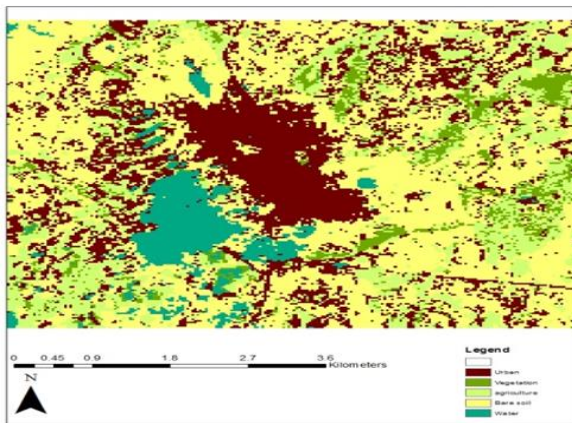 0 0.45 0.9 1.8 2.7 3.6
Kilometers
N
Legend
Urban
Vegetation
agriculture
Bare soil
Water